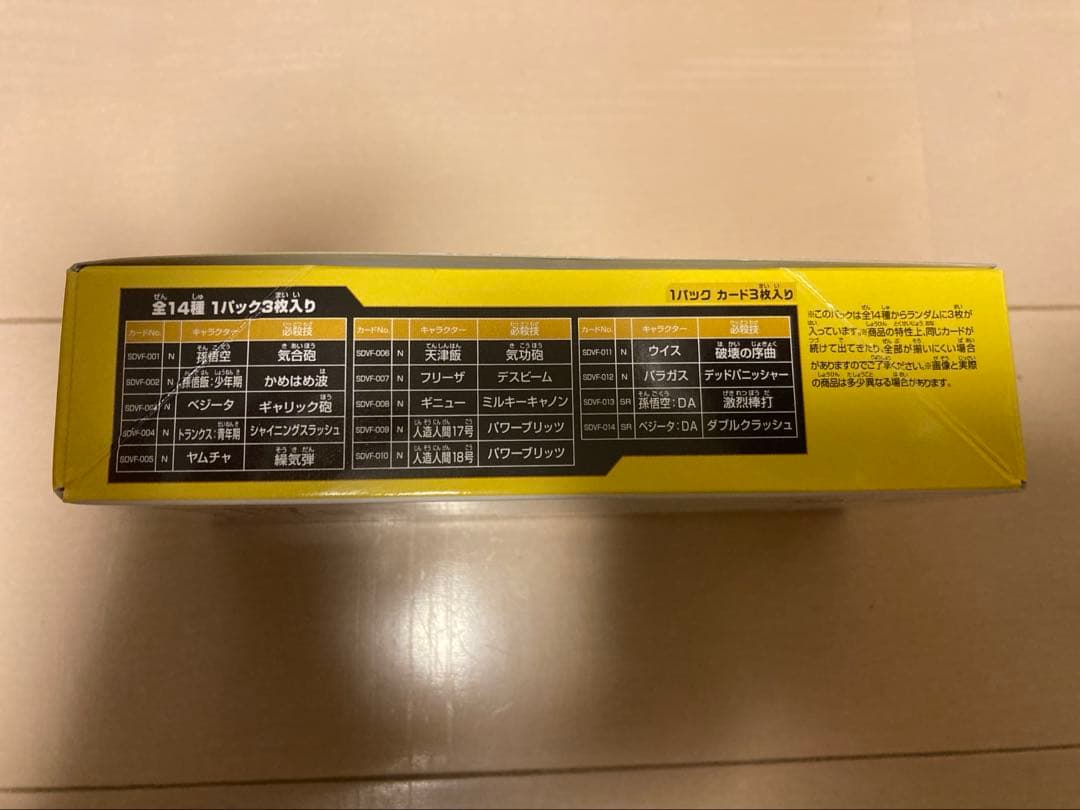 全14種 1パック3枚入り
1パック カード3枚入り
カードNo. キャラクター 必殺技
SDVF-001 N 孫悟空 気合砲
SDVF-002 N 孫悟飯:少年期 かめはめ波
SDVF-003 N ベジータ ギャリック砲
SDVF-004 N トランクス:青年期 シャイニングスラッシュ
SDVF-005 N ヤムチャ 繰気弾
カードNo. キャラクター 必殺技
SDVF-006 N 天津飯 気功砲
SDVF-007 N フリーザ デスビーム
SDVF-008 N ギニュー ミルキーキャノン
SDVF-009 N 人造人間17号 パワーブリッツ
SDVF-010 N 人造人間18号 パワーブリッツ
カードNo. キャラクター 必殺技
SDVF-011 N ウイス 破壊の序曲
SDVF-012 N パラガス デッドパニッシャー
SDVF-013 SR 孫悟空:DA 激烈棒打
SDVF-014 SR ベジータ:DA ダブルクラッシュ
※このパックは全14種からランダムに3枚が
入っています。※商品の特性上、同じカードが
続けて出てきたり、全部が揃いにくい場合
がありますのでご了承ください。※画像と実際
の商品は多少異なる場合があります。